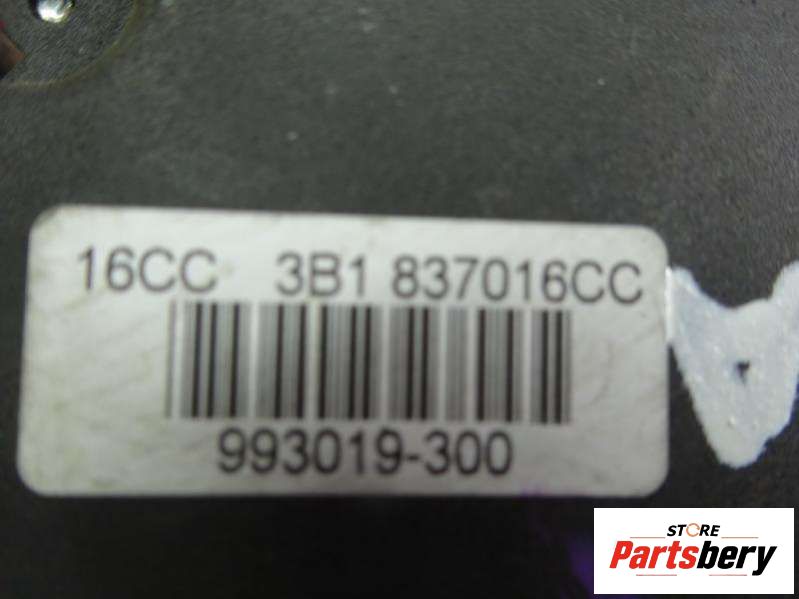 16CC 3B1 837016CC
993019-300
STORE
Partsbery